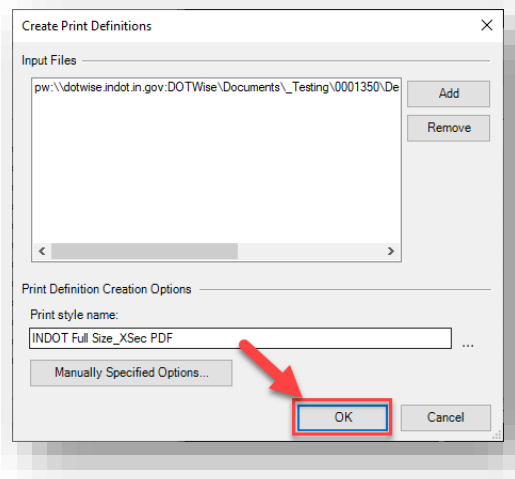 Create Print Definitions
Input Files
pw:\\dotwise.indot.in.gov:DOTWise\Documents\_Testing\0001350\De
Add
Remove
Print Definition Creation Options
Print style name:
INDOT Full Size_XSec PDF
...
Manually Specified Options...
OK
Cancel